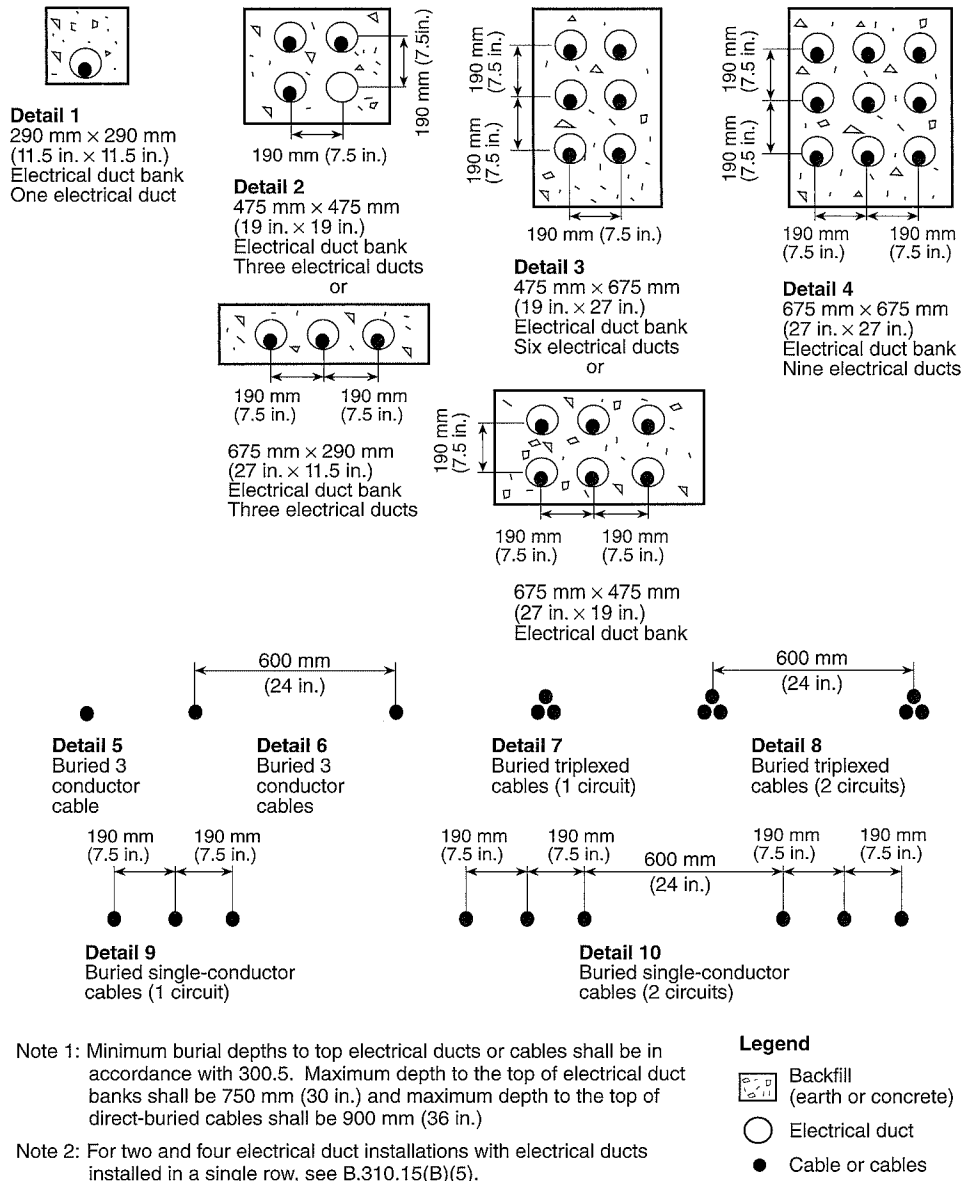 Detail 1
290 mm × 290 mm
(11.5 in. × 11.5 in.)
Electrical duct bank
One electrical duct
190 mm (7.5in.)
190 mm (7.5 in.)
Detail 2
475 mm × 475 mm
(19 in. × 19 in.)
Electrical duct bank
Three electrical ducts
or
190 mm
(7.5 in.)
190 mm
(7.5 in.)
675 mm × 290 mm
(27 in. × 11.5 in.)
Electrical duct bank
Three electrical ducts
190 mm
(7.5 in.)
190 mm
(7.5 in.)
190 mm (7.5 in.)
Detail 3
475 mm × 675 mm
(19 in. × 27 in.)
Electrical duct bank
Six electrical ducts
or
190 mm
(7.5 in.)
190 mm
(7.5 in.)
190 mm
(7.5 in.)
675 mm × 475 mm
(27 in. × 19 in.)
Electrical duct bank
190 mm
(7.5 in.)
190 mm
(7.5 in.)
190 mm
(7.5 in.)
190 mm
(7.5 in.)
Detail 4
675 mm × 675 mm
(27 in. × 27 in.)
Electrical duct bank
Nine electrical ducts
600 mm
(24 in.)
600 mm
(24 in.)
Detail 5
Buried 3
conductor
cable
Detail 6
Buried 3
conductor
cables
Detail 7
Buried triplexed
cables (1 circuit)
Detail 8
Buried triplexed
cables (2 circuits)
190 mm
(7.5 in.)
190 mm
(7.5 in.)
Detail 9
Buried single-conductor
cables (1 circuit)
190 mm
(7.5 in.)
190 mm
(7.5 in.)
600 mm
(24 in.)
190 mm
(7.5 in.)
190 mm
(7.5 in.)
Detail 10
Buried single-conductor
cables (2 circuits)
Note 1: Minimum burial depths to top electrical ducts or cables shall be in
accordance with 300.5. Maximum depth to the top of electrical duct
banks shall be 750 mm (30 in.) and maximum depth to the top of
direct-buried cables shall be 900 mm (36 in.)
Note 2: For two and four electrical duct installations with electrical ducts
installed in a single row, see B.310.15(B)(5).
Legend
Backfill
(earth or concrete)
Electrical duct
Cable or cables